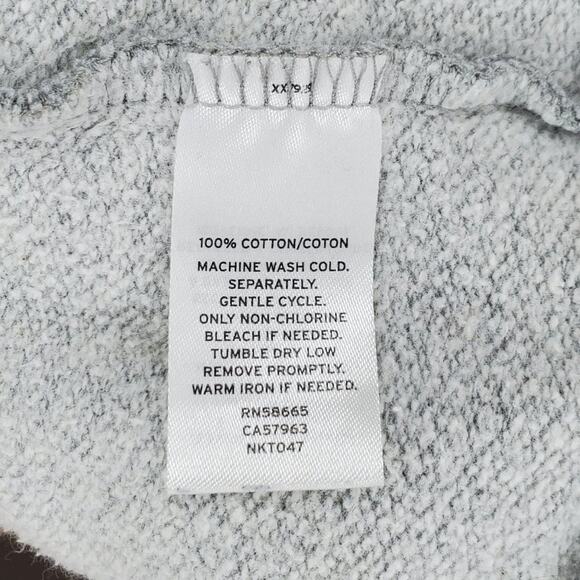 100% COTTON/COTON
MACHINE WASH COLD.
SEPARATELY.
GENTLE CYCLE.
ONLY NON-CHLORINE
BLEACH IF NEEDED.
TUMBLE DRY LOW
REMOVE PROMPTLY.
WARM IRON IF NEEDED.
RN58665
CA57963
NKT047